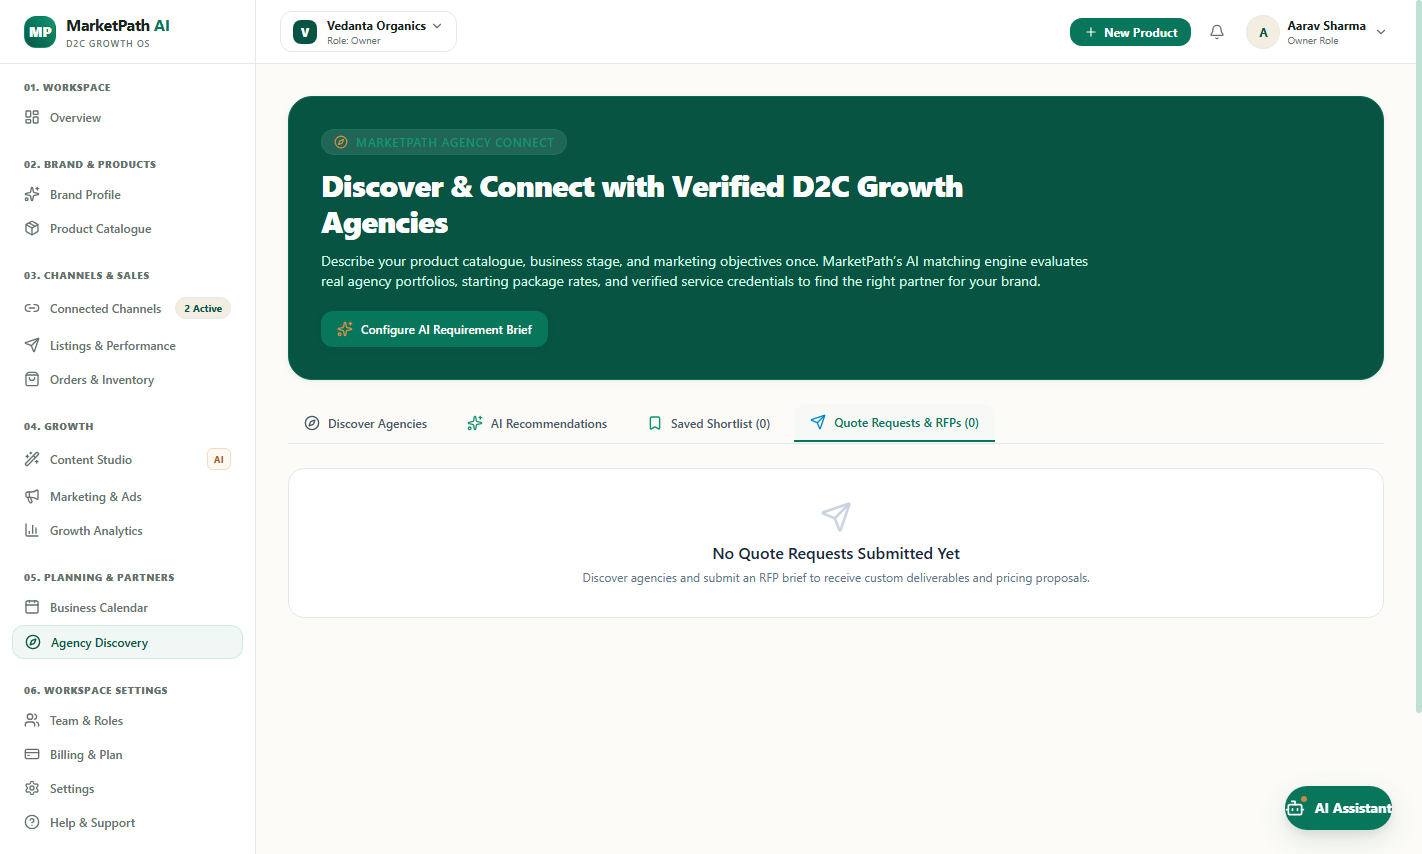 MP
MarketPath AI
D2C GROWTH OS
V
Vedanta Organics
Role: Owner
New Product
A
Aarav Sharma
Owner Role
01. WORKSPACE
Overview
02. BRAND & PRODUCTS
Brand Profile
Product Catalogue
03. CHANNELS & SALES
Connected Channels
2 Active
Listings & Performance
Orders & Inventory
04. GROWTH
Content Studio
AI
Marketing & Ads
Growth Analytics
05. PLANNING & PARTNERS
Business Calendar
Agency Discovery
06. WORKSPACE SETTINGS
Team & Roles
Billing & Plan
Settings
Help & Support
MARKETPATH AGENCY CONNECT
Discover & Connect with Verified D2C Growth
Agencies
Describe your product catalogue, business stage, and marketing objectives once. MarketPath's AI matching engine evaluates
real agency portfolios, starting package rates, and verified service credentials to find the right partner for your brand.
Configure AI Requirement Brief
Discover Agencies
AI Recommendations
Saved Shortlist (0)
Quote Requests & RFPs (0)
No Quote Requests Submitted Yet
Discover agencies and submit an RFP brief to receive custom deliverables and pricing proposals.
AI Assistant